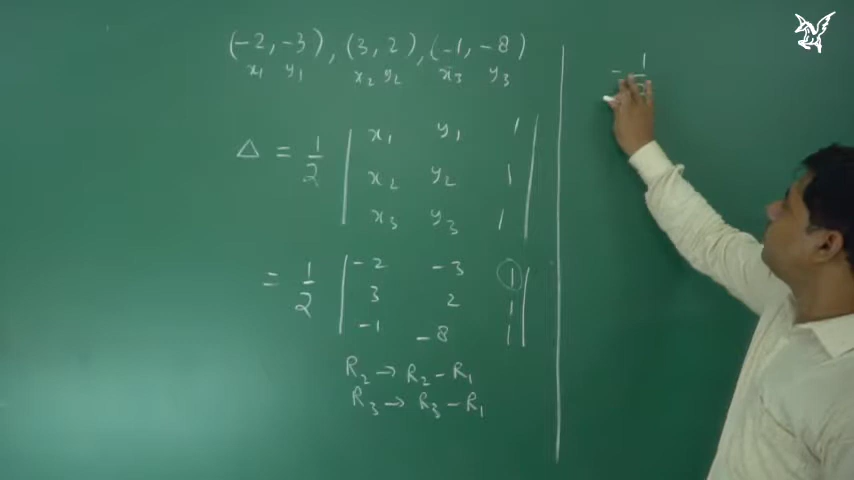 (-2, -3), (3, 2), (-1, -8)
x₁ y₁ x₂ y₂ x₃ y₃
△ = 1/2 | x₁ y₁ 1 |
| x₂ y₂ 1 |
| x₃ y₃ 1 |
= 1/2 | -2 -3 1 |
| 3 2 1 |
| -1 -8 1 |
R₂ → R₂ - R₁
R₃ → R₃ - R₁